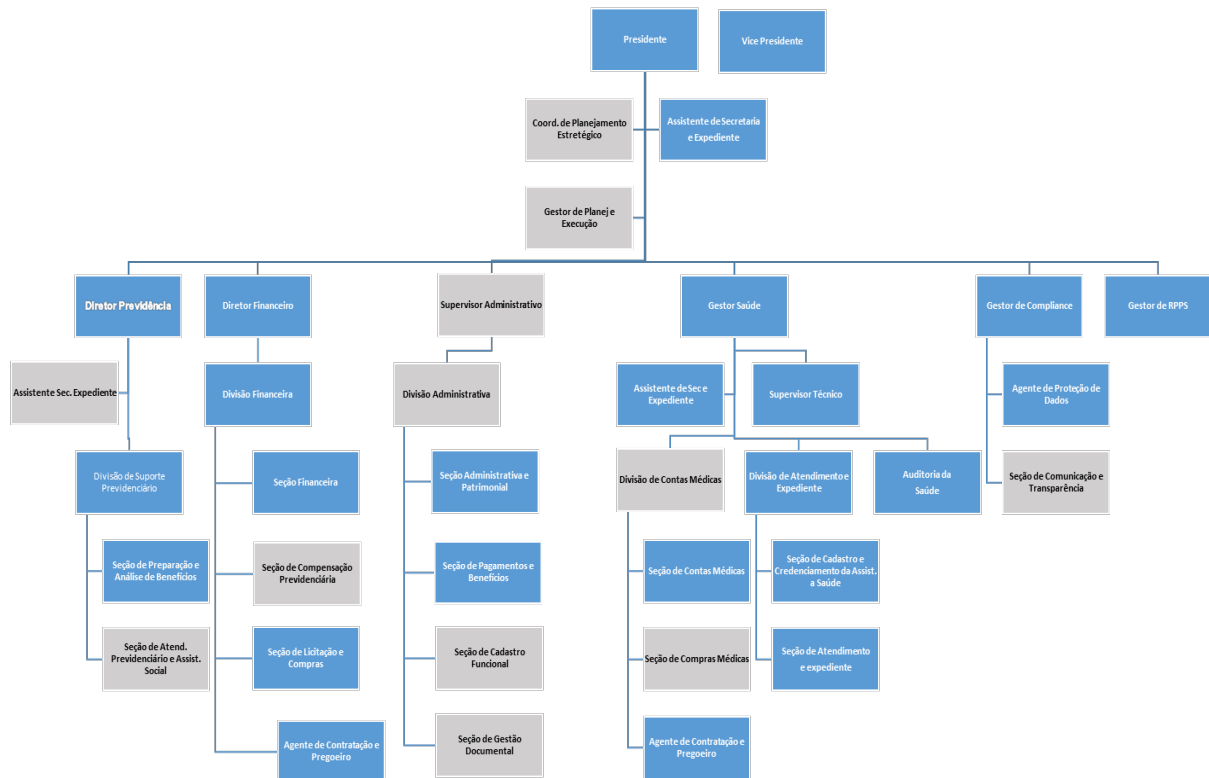 Presidente
Vice Presidente
Coord. de Planejamento
Estretégico
Assistente de Secretaria
e Expediente
Gestor de Planej e
Execução
Diretor Previdência
Diretor Financeiro
Supervisor Administrativo
Gestor Saúde
Gestor de Compliance
Gestor de RPPS
Assistente Sec. Expediente
Divisão Financeira
Divisão Administrativa
Assistente de Sec e
Expediente
Supervisor Técnico
Agente de Proteção de
Dados
Divisão de Suporte
Previdenciário
Seção Financeira
Seção Administrativa e
Patrimonial
Divisão de Contas Médicas
Divisão de Atendimento e
Expediente
Auditoria da
Saúde
Seção de Comunicação e
Transparência
Seção de Preparação e
Análise de Benefícios
Seção de Compensação
Previdenciária
Seção de Pagamentos e
Benefícios
Seção de Contas Médicas
Seção de Cadastro e
Credenciamento da Assist.
a Saúde
Seção de Atend.
Previdenciário e Assist.
Social
Seção de Licitação e
Compras
Seção de Cadastro
Funcional
Seção de Compras Médicas
Seção de Atendimento
e expediente
Agente de Contratação e
Pregoeiro
Seção de Gestão
Documental
Agente de Contratação e
Pregoeiro